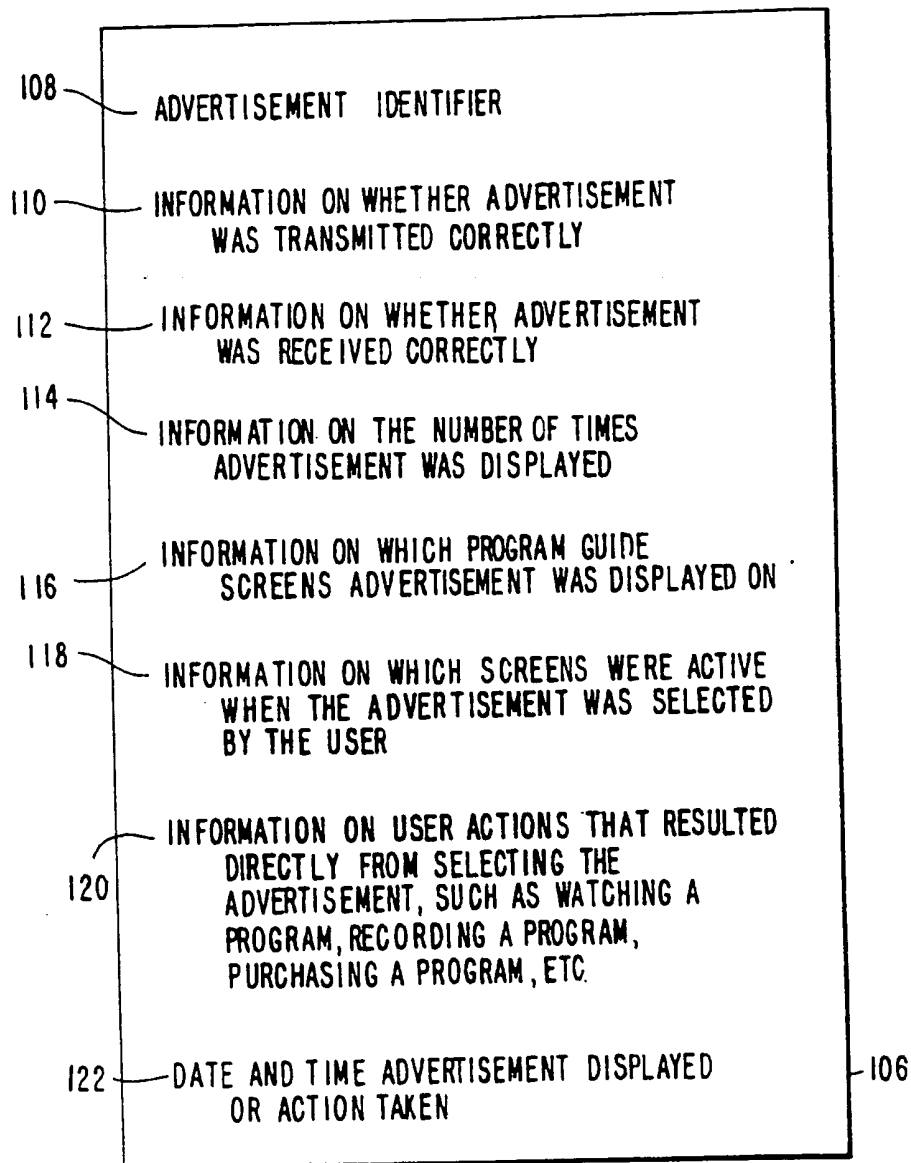 108
ADVERTISEMENT IDENTIFIER
110
INFORMATION ON WHETHER ADVERTISEMENT
WAS TRANSMITTED CORRECTLY
112
INFORMATION ON WHETHER ADVERTISEMENT
WAS RECEIVED CORRECTLY
114
INFORMATION ON THE NUMBER OF TIMES
ADVERTISEMENT WAS DISPLAYED
116
INFORMATION ON WHICH PROGRAM GUIDE
SCREENS ADVERTISEMENT WAS DISPLAYED ON
118
INFORMATION ON WHICH SCREENS WERE ACTIVE
WHEN THE ADVERTISEMENT WAS SELECTED
BY THE USER
120
INFORMATION ON USER ACTIONS THAT RESULTED
DIRECTLY FROM SELECTING THE
ADVERTISEMENT, SUCH AS WATCHING A
PROGRAM, RECORDING A PROGRAM,
PURCHASING A PROGRAM, ETC.
122
DATE AND TIME ADVERTISEMENT DISPLAYED
OR ACTION TAKEN
106